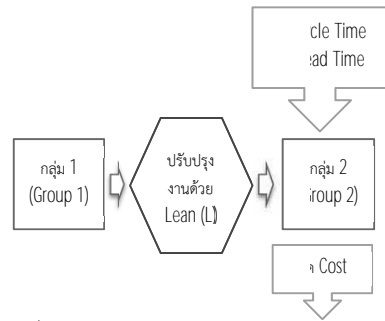 cle Time
ead Time
กลุ่ม 1
(Group 1)
ปรับปรุง
งานด้วย
Lean (L)
กลุ่ม 2
roup 2)
Cost